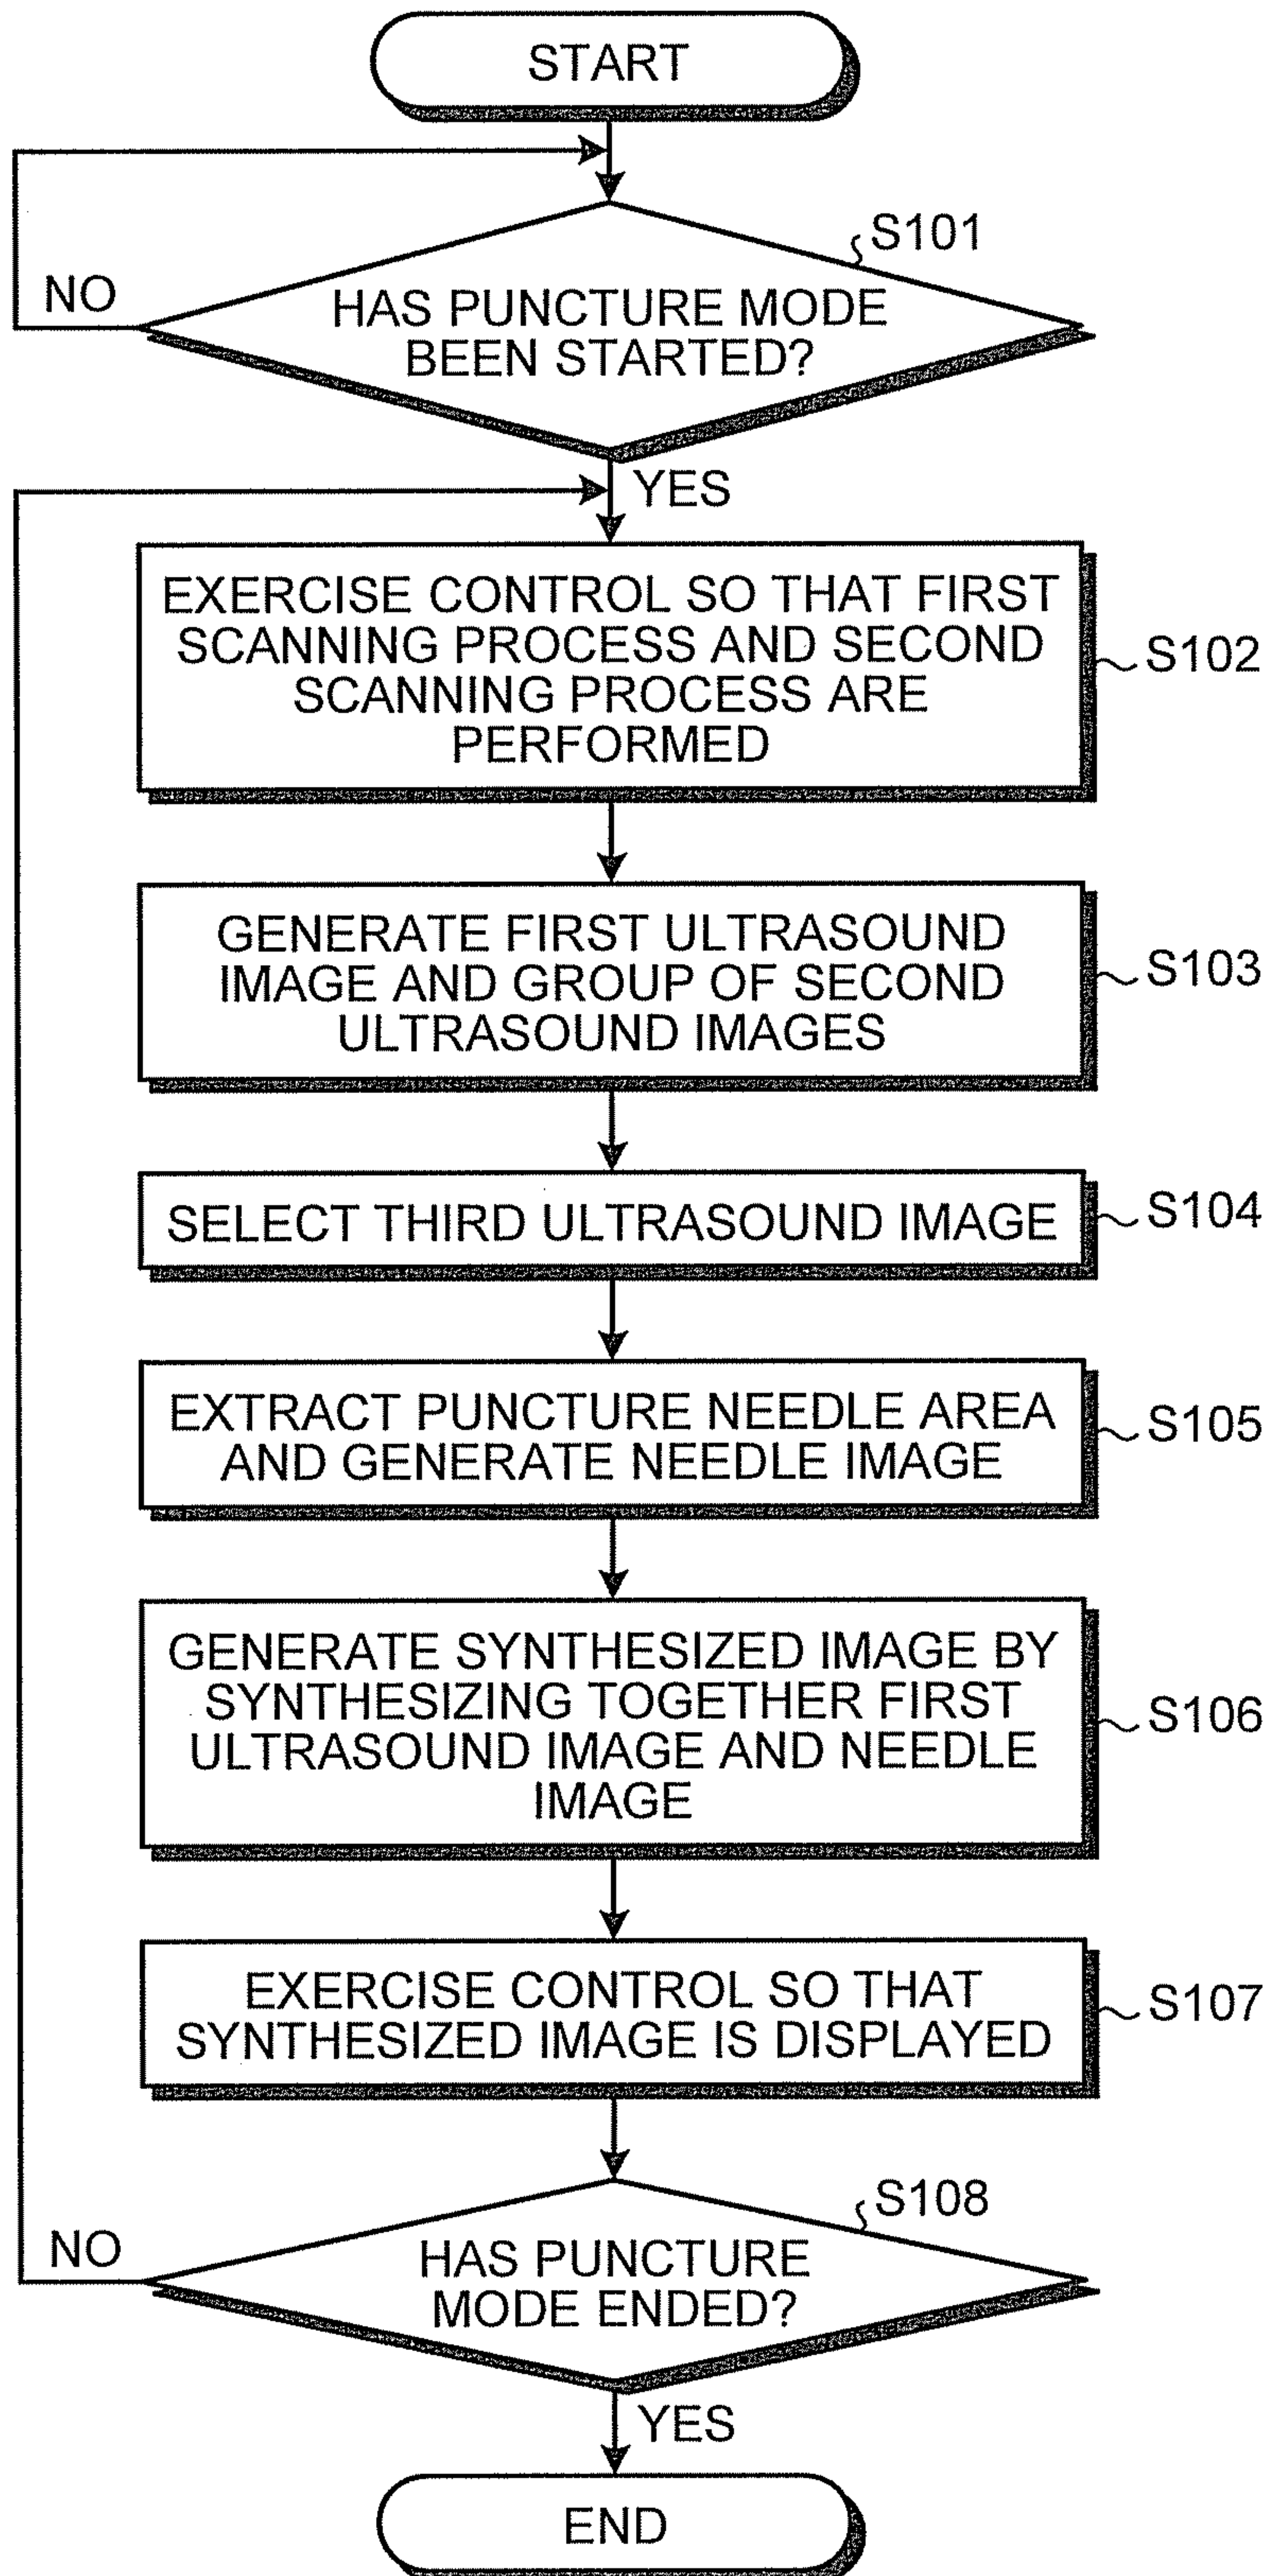 START
S101
NO
HAS PUNCTURE MODE
BEEN STARTED?
YES
EXERCISE CONTROL SO THAT FIRST
SCANNING PROCESS AND SECOND
SCANNING PROCESS ARE
PERFORMED
S102
GENERATE FIRST ULTRASOUND
IMAGE AND GROUP OF SECOND
ULTRASOUND IMAGES
S103
SELECT THIRD ULTRASOUND IMAGE
S104
EXTRACT PUNCTURE NEEDLE AREA
AND GENERATE NEEDLE IMAGE
S105
GENERATE SYNTHESIZED IMAGE BY
SYNTHESIZING TOGETHER FIRST
ULTRASOUND IMAGE AND NEEDLE
IMAGE
S106
EXERCISE CONTROL SO THAT
SYNTHESIZED IMAGE IS DISPLAYED
S107
S108
NO
HAS PUNCTURE
MODE ENDED?
YES
END